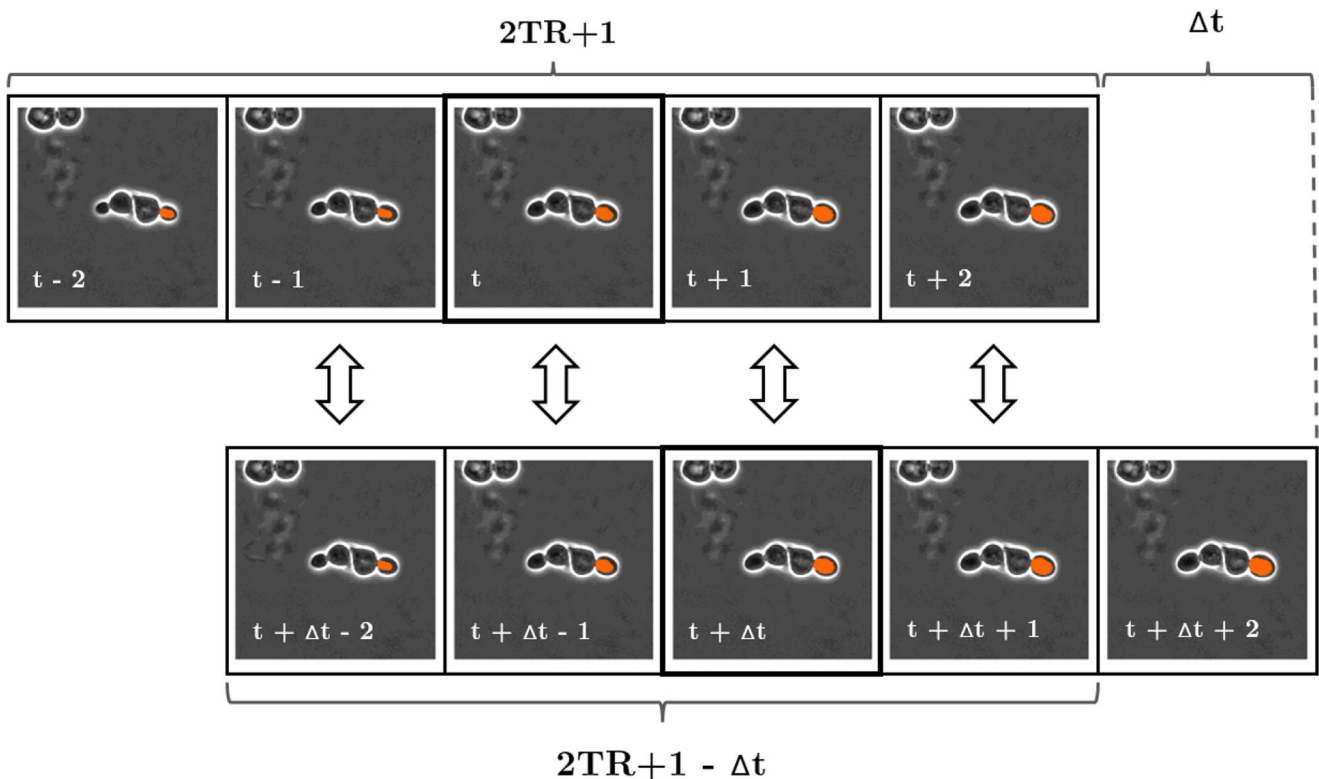 2TR+1
Δt
t - 2
t - 1
t
t + 1
t + 2
t + Δt - 2
t + Δt - 1
t + Δt
t + Δt + 1
t + Δt + 2
2TR+1 - Δt